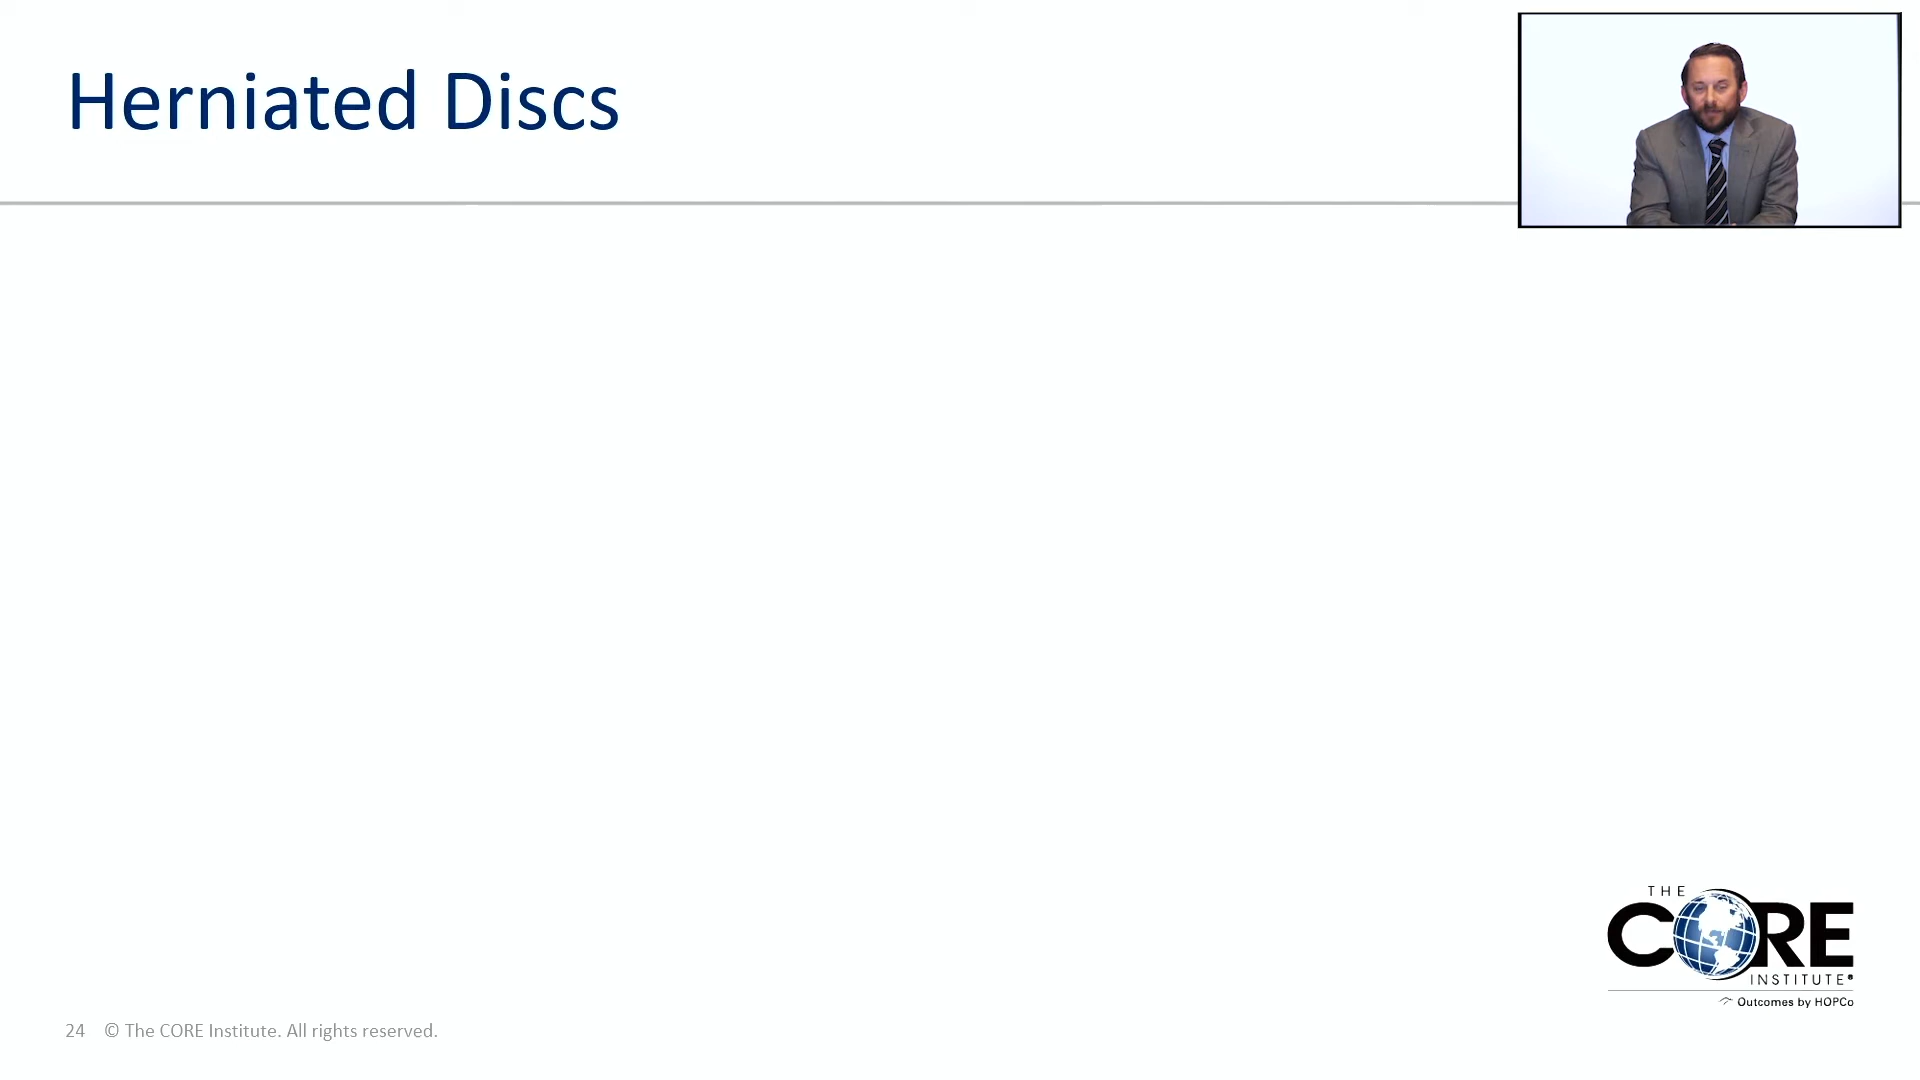 Herniated Discs
THE
CORE
INSTITUTE®
Outcomes by HOPCo
24 © The CORE Institute. All rights reserved.